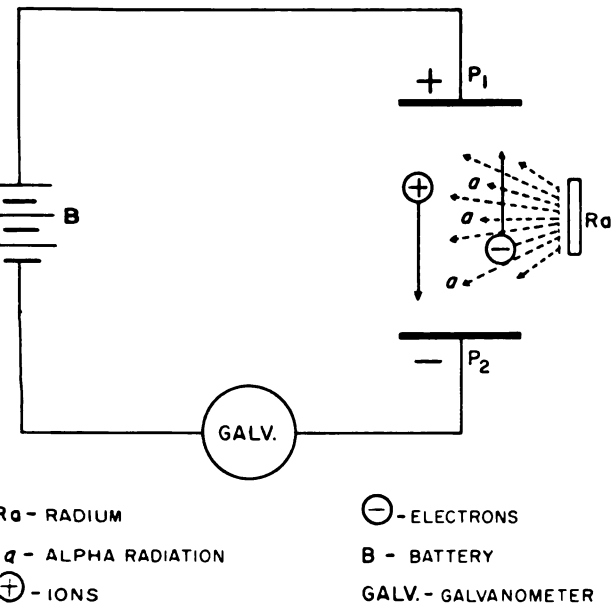 + P1
B
+
a
a
a
−
Ra
− P2
GALV.
Ra - RADIUM
a - ALPHA RADIATION
+ - IONS
− - ELECTRONS
B - BATTERY
GALV. - GALVANOMETER